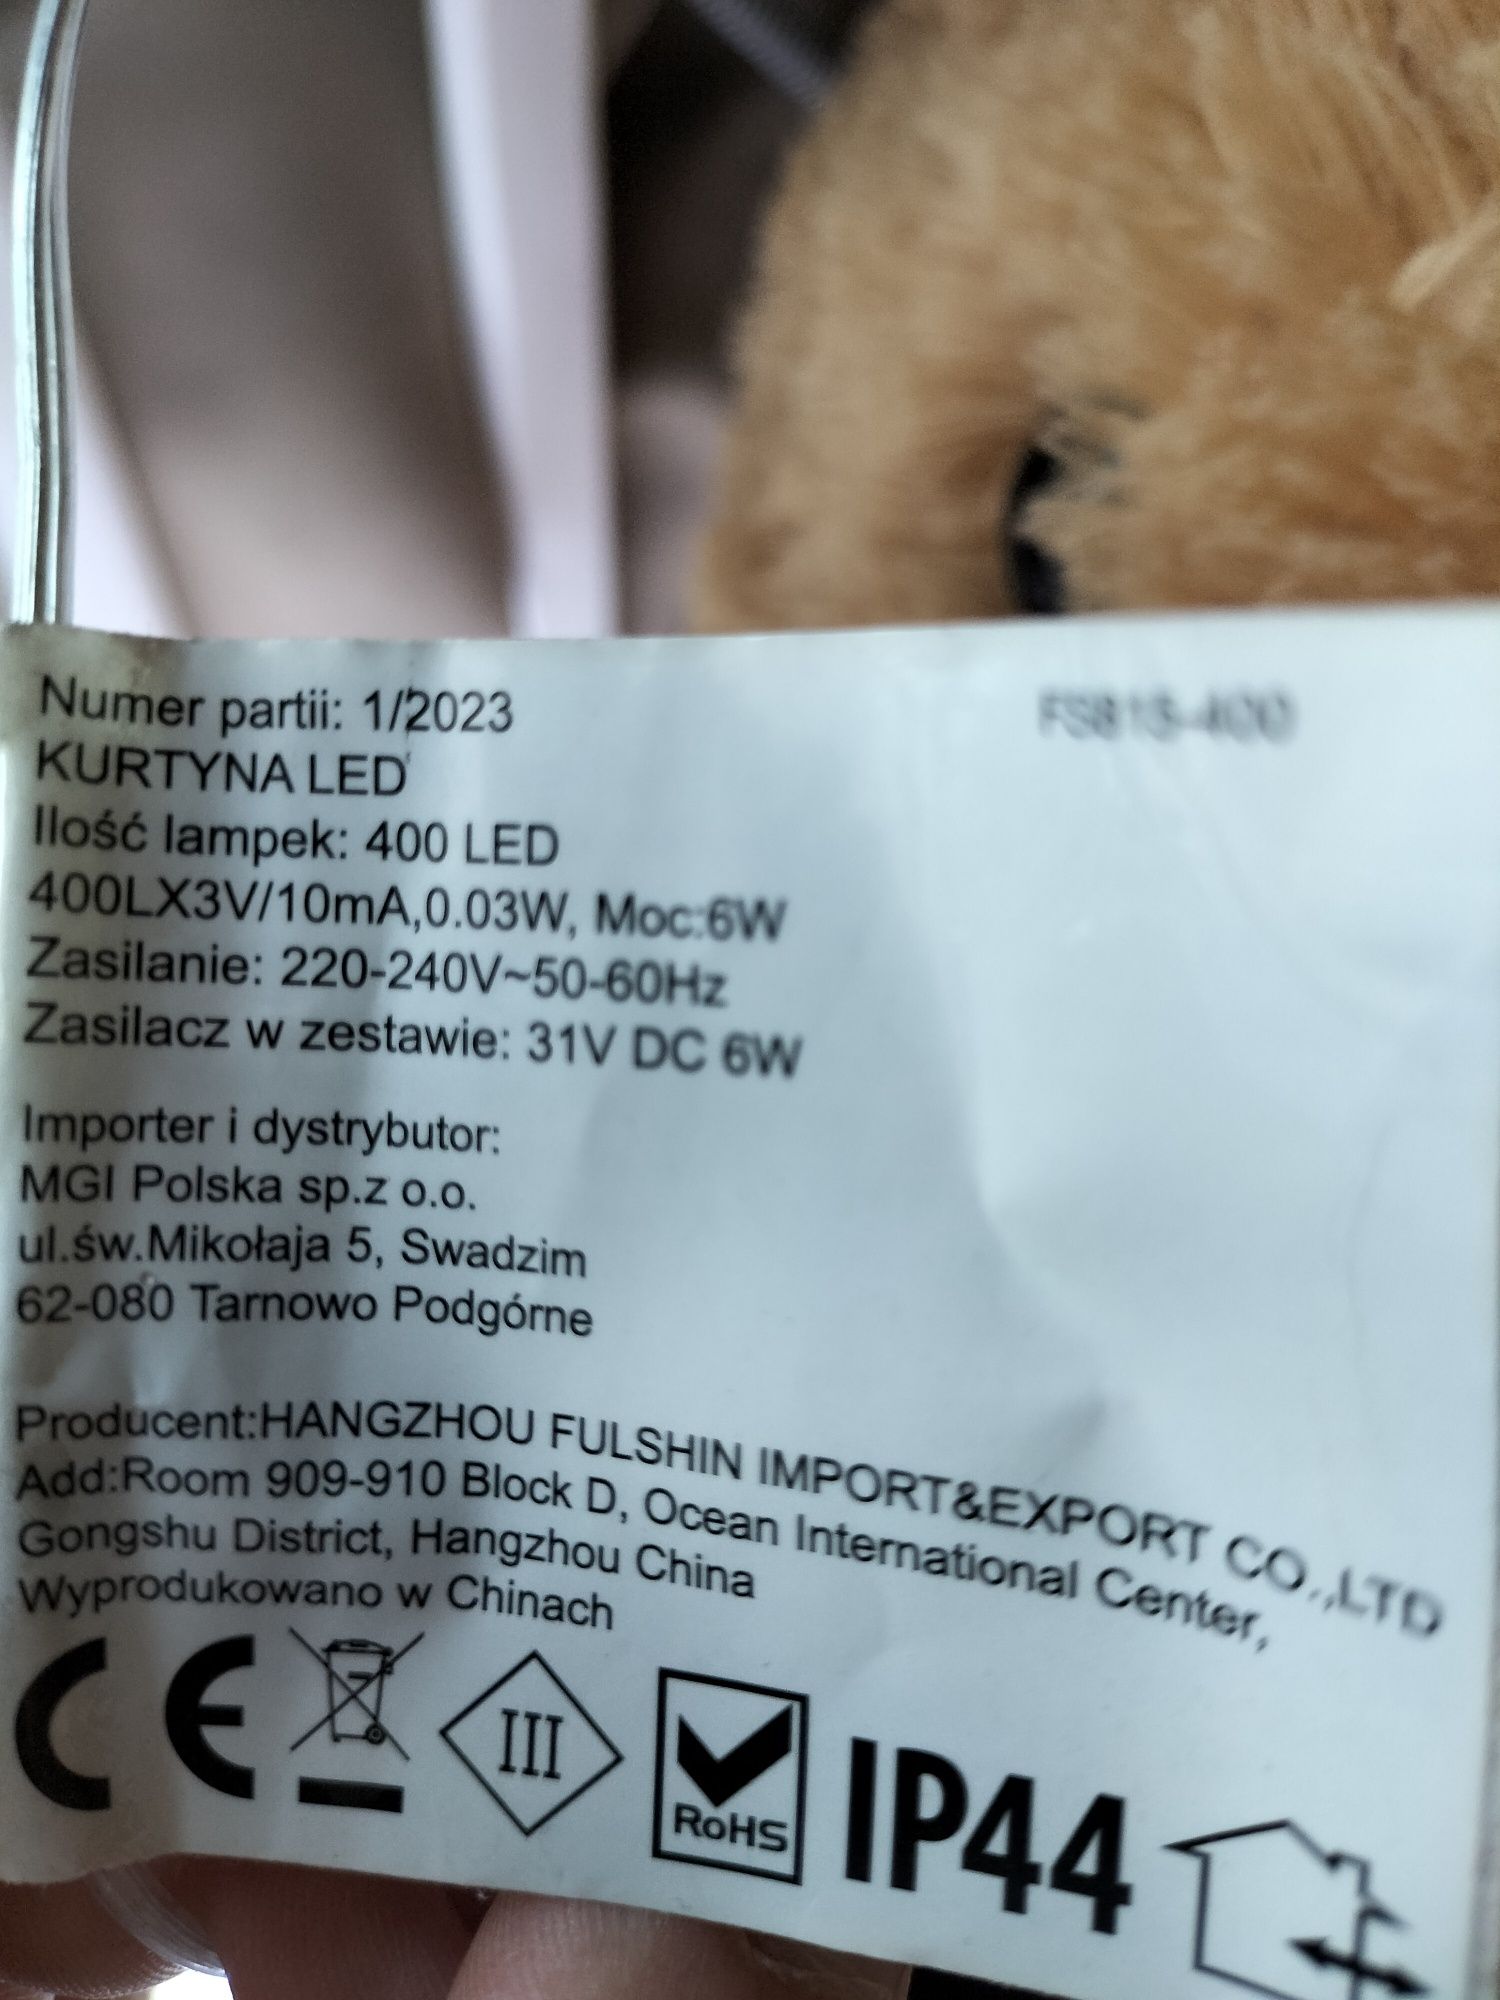 Numer partii: 1/2023
FS815-400
KURTYNA LED
Ilość lampek: 400 LED
400LX3V/10mA,0.03W, Moc:6W
Zasilanie: 220-240V~50-60Hz
Zasilacz w zestawie: 31V DC 6W
Importer i dystrybutor:
MGI Polska sp.z o.o.
ul.św.Mikołaja 5, Swadzim
62-080 Tarnowo Podgórne
Producent:HANGZHOU FULSHIN IMPORT&EXPORT CO.,LTD
Add:Room 909-910 Block D, Ocean International Center,
Gongshu District, Hangzhou China
Wyprodukowano w Chinach
CE III RoHS IP44